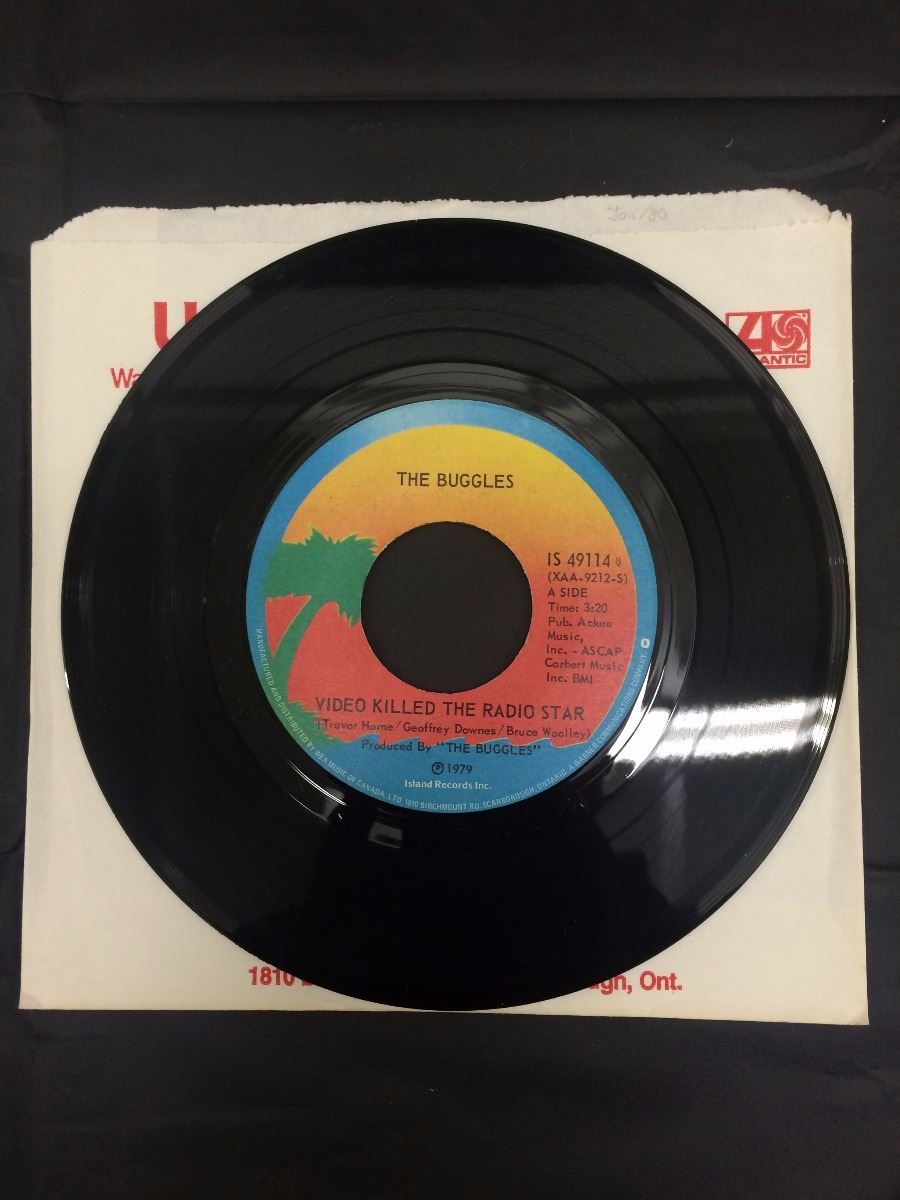 Jan/80
THE BUGGLES
IS 49114
(XAA-9212-S)
A SIDE
Time: 3:20
Pub. Ackee
Music,
Inc. - ASCAP
Carbert Music
Inc. BMI
VIDEO KILLED THE RADIO STAR
(Trevor Horne/Geoffrey Downes/Bruce Woolley)
Produced By "THE BUGGLES"
℗ 1979
Island Records Inc.
MANUFACTURED AND DISTRIBUTED BY WEA MUSIC OF CANADA, LTD. 1810 BIRCHMOUNT RD. SCARBOROUGH, ONTARIO. A WARNER COMMUNICATIONS COMPANY
1810
Ont.